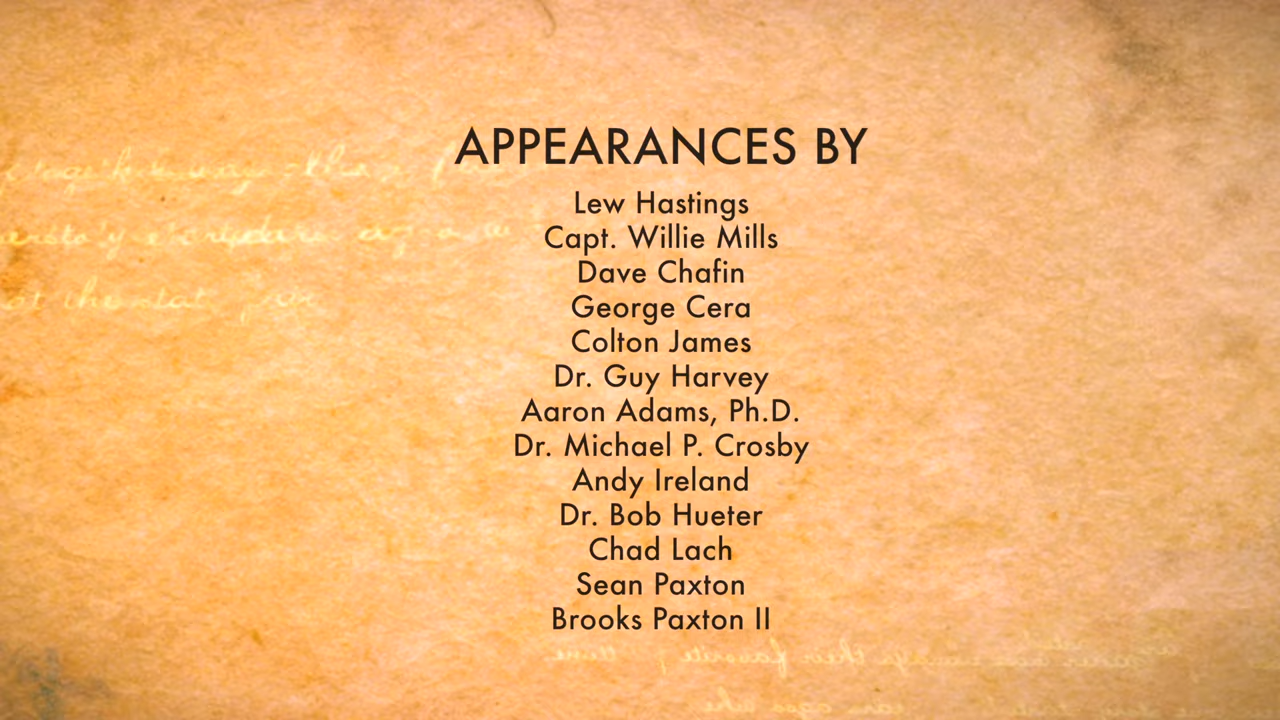 APPEARANCES BY
Lew Hastings
Capt. Willie Mills
Dave Chafin
George Cera
Colton James
Dr. Guy Harvey
Aaron Adams, Ph.D.
Dr. Michael P. Crosby
Andy Ireland
Dr. Bob Hueter
Chad Lach
Sean Paxton
Brooks Paxton II